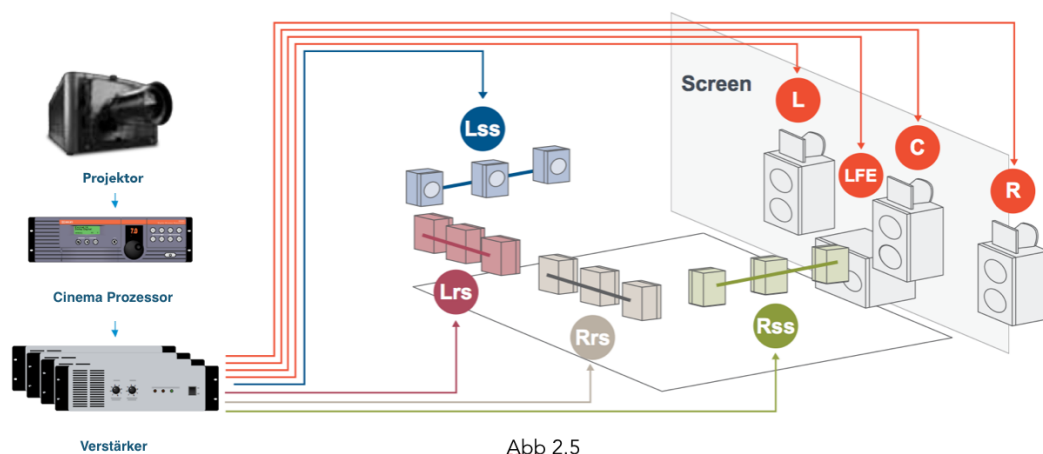 Projektor
Cinema Prozessor
Verstärker
Lss
Lrs
Rrs
Rss
Screen
L
LFE
C
R
Abb 2.5